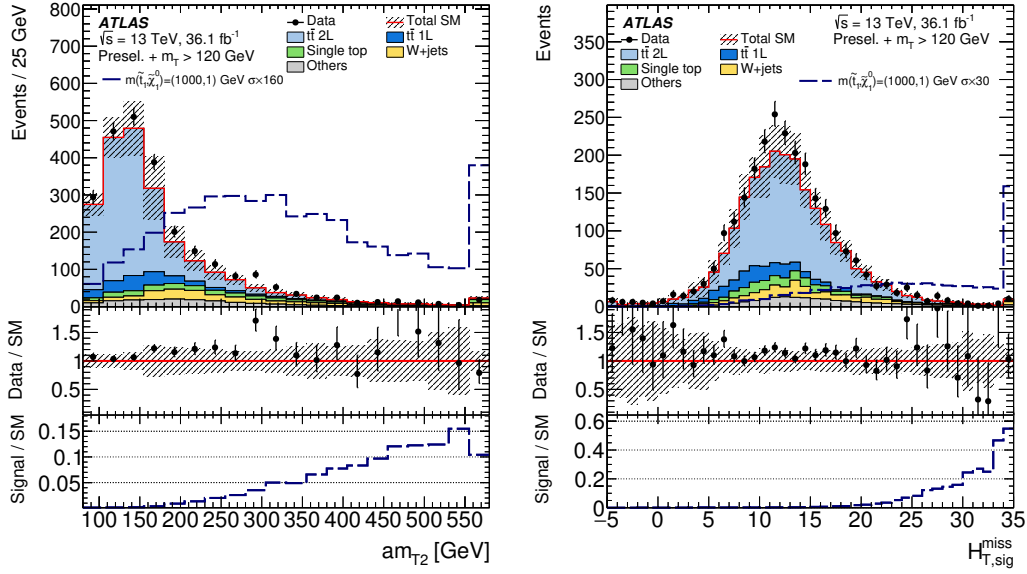 ATLAS
√s = 13 TeV, 36.1 fb⁻¹
Presel. + m_T > 120 GeV
Data
Total SM
tt̄ 2L
tt̄ 1L
Single top
W+jets
Others
m(t̃₁,χ̃₁⁰)=(1000,1) GeV σ×160
Events / 25 GeV
800
700
600
500
400
300
200
100
0
Data / SM
1.5
1
0.5
Signal / SM
0.15
0.10
0.05
100 150 200 250 300 350 400 450 500 550
am_T2 [GeV]
ATLAS
√s = 13 TeV, 36.1 fb⁻¹
Presel. + m_T > 120 GeV
Data
Total SM
tt̄ 2L
tt̄ 1L
Single top
W+jets
Others
m(t̃₁,χ̃₁⁰)=(1000,1) GeV σ×30
Events
350
300
250
200
150
100
50
0
Data / SM
1.5
1
0.5
Signal / SM
0.6
0.4
0.2
0
−5 0 5 10 15 20 25 30 35
H_T,sig^miss